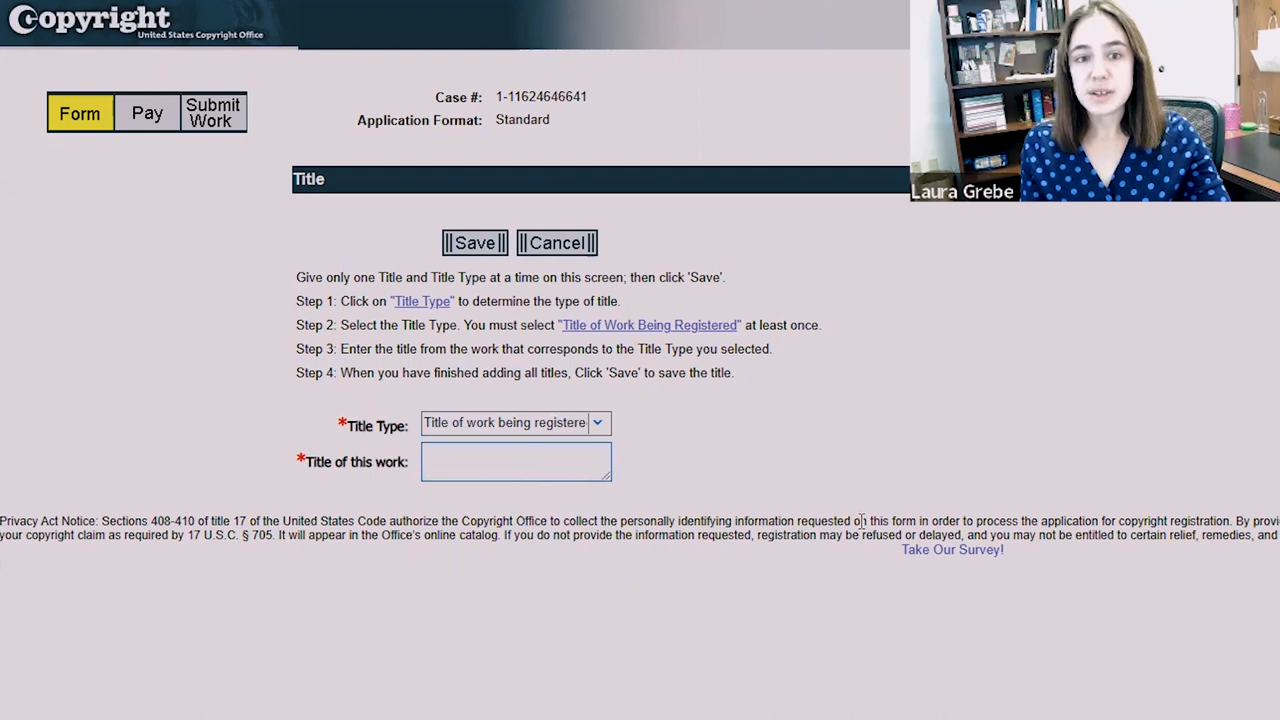 Copyright
United States Copyright Office
Form
Pay
Submit
Work
Case #: 1-11624646641
Application Format: Standard
Laura Grebe
Title
Save
Cancel
Give only one Title and Title Type at a time on this screen; then click 'Save'.
Step 1: Click on "Title Type" to determine the type of title.
Step 2: Select the Title Type. You must select "Title of Work Being Registered" at least once.
Step 3: Enter the title from the work that corresponds to the Title Type you selected.
Step 4: When you have finished adding all titles, Click 'Save' to save the title.
*Title Type: Title of work being registere
*Title of this work:
Privacy Act Notice: Sections 408-410 of title 17 of the United States Code authorize the Copyright Office to collect the personally identifying information requested on this form in order to process the application for copyright registration. By provi
your copyright claim as required by 17 U.S.C. § 705. It will appear in the Office's online catalog. If you do not provide the information requested, registration may be refused or delayed, and you may not be entitled to certain relief, remedies, and
Take Our Survey!